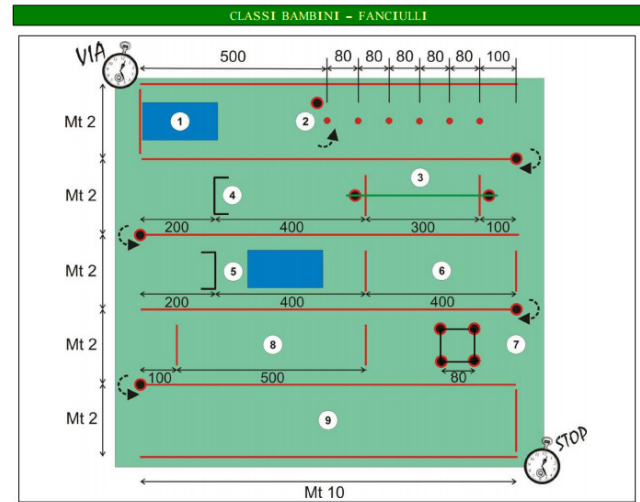 CLASSI BAMBINI – FANCIULLI
VIA
500 80 80 80 80 80 100
Mt 2 1 2
Mt 2 4 3
200 400 300 100
Mt 2 5 6
200 400 400
Mt 2 8 7
100 500 80
Mt 2 9
STOP
Mt 10